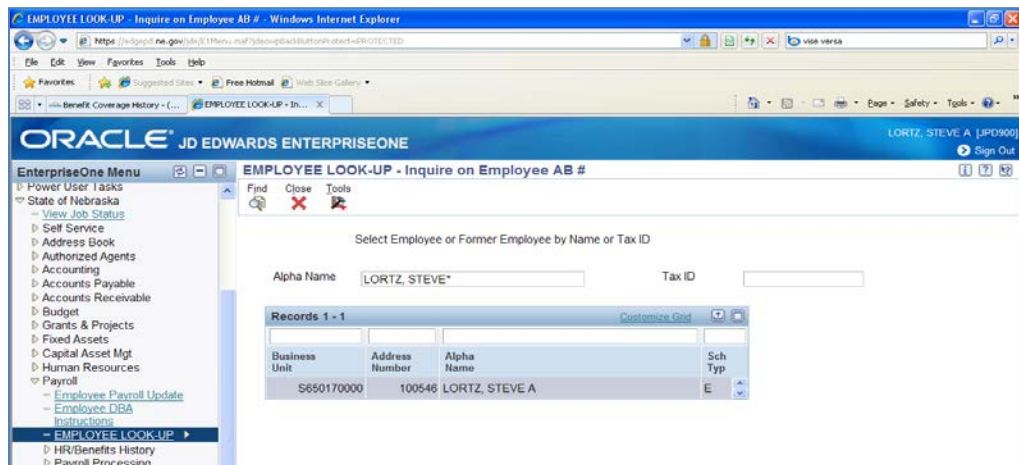 EMPLOYEE LOOK-UP - Inquire on Employee AB # - Windows Internet Explorer
vice versa
File Edit View Favorites Tools Help
Favorites Suggested Sites Free Hotmail Web Slice Gallery
Benefit Coverage History - (... EMPLOYEE LOOK-UP - In... X
Page Safety Tools
ORACLE JD EDWARDS ENTERPRISEONE
LORTZ, STEVE A [JPD900]
Sign Out
EnterpriseOne Menu
Power User Tasks
State of Nebraska
View Job Status
Self Service
Address Book
Authorized Agents
Accounting
Accounts Payable
Accounts Receivable
Budget
Grants & Projects
Fixed Assets
Capital Asset Mgt
Human Resources
Payroll
Employee Payroll Update
Employee DBA
Instructions
EMPLOYEE LOOK-UP
HR/Benefits History
Payroll Processing
EMPLOYEE LOOK-UP - Inquire on Employee AB #
Find Close Tools
Select Employee or Former Employee by Name or Tax ID
Alpha Name LORTZ, STEVE* Tax ID
Records 1 - 1 Customize Grid
Business Address Alpha Sch
Unit Number Name Typ
S650170000 100546 LORTZ, STEVE A E